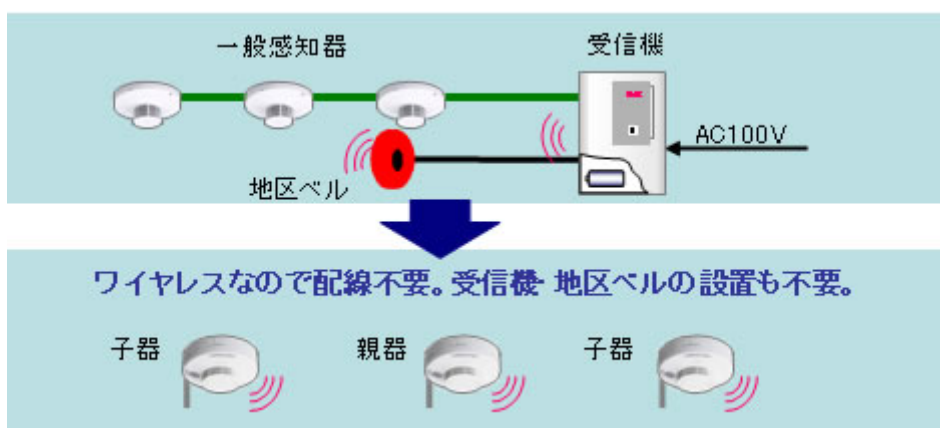 一般感知器
受信機
AC100V
地区ベル
ワイヤレスなので配線不要。受信機・地区ベルの設置も不要。
子器
親器
子器